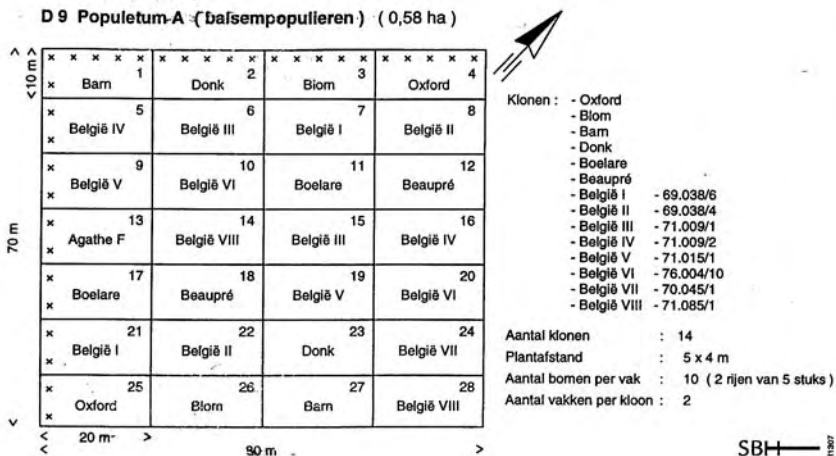 D 9 Populetum-A (balsempopulieren) (0,58 ha)
10 m
70 m
1 Barn
2 Donk
3 Blom
4 Oxford
5 België IV
6 België III
7 België I
8 België II
9 België V
10 België VI
11 Boelare
12 Beaupré
13 Agathe F
14 België VIII
15 België III
16 België IV
17 Boelare
18 Beaupré
19 België V
20 België VI
21 België I
22 België II
23 Donk
24 België VII
25 Oxford
26 Blom
27 Barn
28 België VIII
20 m
80 m
Klonen : - Oxford
- Blom
- Barn
- Donk
- Boelare
- Beaupré
- België I - 69.038/6
- België II - 69.038/4
- België III - 71.009/1
- België IV - 71.009/2
- België V - 71.015/1
- België VI - 76.004/10
- België VII - 70.045/1
- België VIII - 71.085/1
Aantal klonen : 14
Plantafstand : 5 x 4 m
Aantal bomen per vak : 10 ( 2 rijen van 5 stuks )
Aantal vakken per kloon : 2
SBH